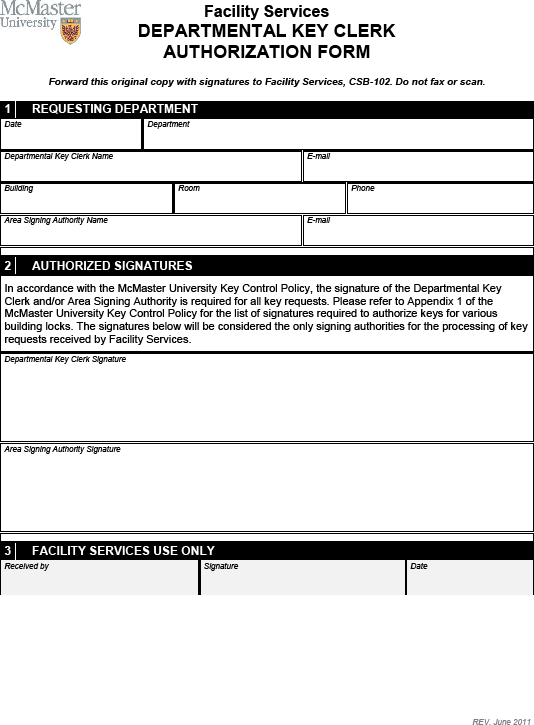 McMaster
University
Facility Services
DEPARTMENTAL KEY CLERK
AUTHORIZATION FORM
Forward this original copy with signatures to Facility Services, CSB-102. Do not fax or scan.
1 REQUESTING DEPARTMENT
Date Department
Departmental Key Clerk Name E-mail
Building Room Phone
Area Signing Authority Name E-mail
2 AUTHORIZED SIGNATURES
In accordance with the McMaster University Key Control Policy, the signature of the Departmental Key
Clerk and/or Area Signing Authority is required for all key requests. Please refer to Appendix 1 of the
McMaster University Key Control Policy for the list of signatures required to authorize keys for various
building locks. The signatures below will be considered the only signing authorities for the processing of key
requests received by Facility Services.
Departmental Key Clerk Signature
Area Signing Authority Signature
3 FACILITY SERVICES USE ONLY
Received by Signature Date
REV. June 2011